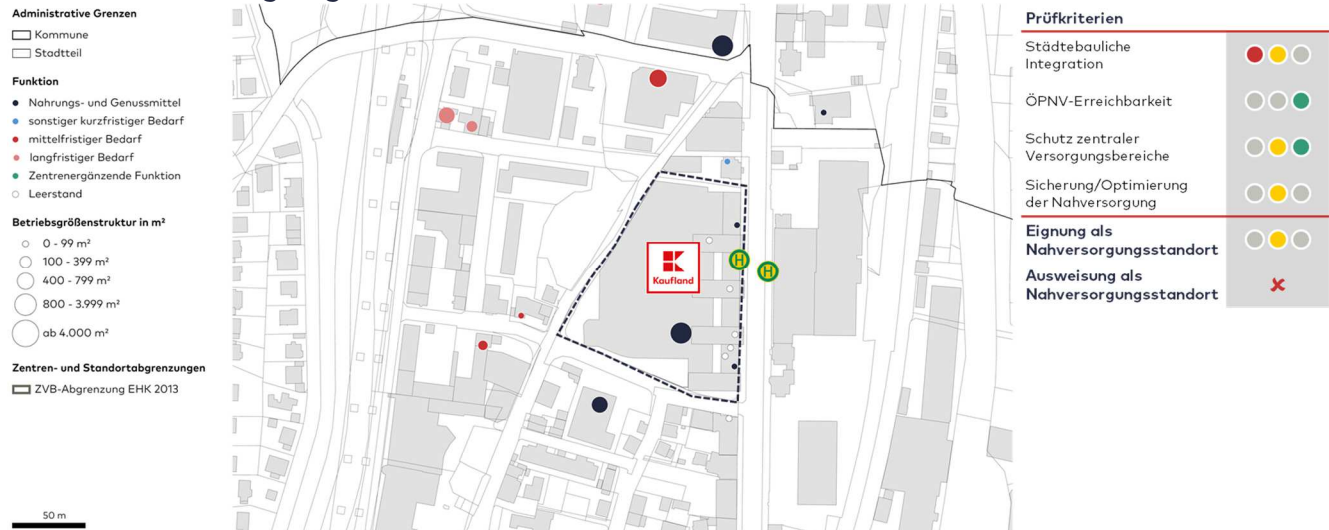 Administrative Grenzen
Kommune
Stadtteil
Funktion
Nahrungs- und Genussmittel
sonstiger kurzfristiger Bedarf
mittelfristiger Bedarf
langfristiger Bedarf
Zentrenergänzende Funktion
Leerstand
Betriebsgrößenstruktur in m²
0 - 99 m²
100 - 399 m²
400 - 799 m²
800 - 3.999 m²
ab 4.000 m²
Zentren- und Standortabgrenzungen
ZVB-Abgrenzung EHK 2013
50 m
Kaufland
H
H
Prüfkriterien
Städtebauliche
Integration
ÖPNV-Erreichbarkeit
Schutz zentraler
Versorgungsbereiche
Sicherung/Optimierung
der Nahversorgung
Eignung als
Nahversorgungsstandort
Ausweisung als
Nahversorgungsstandort